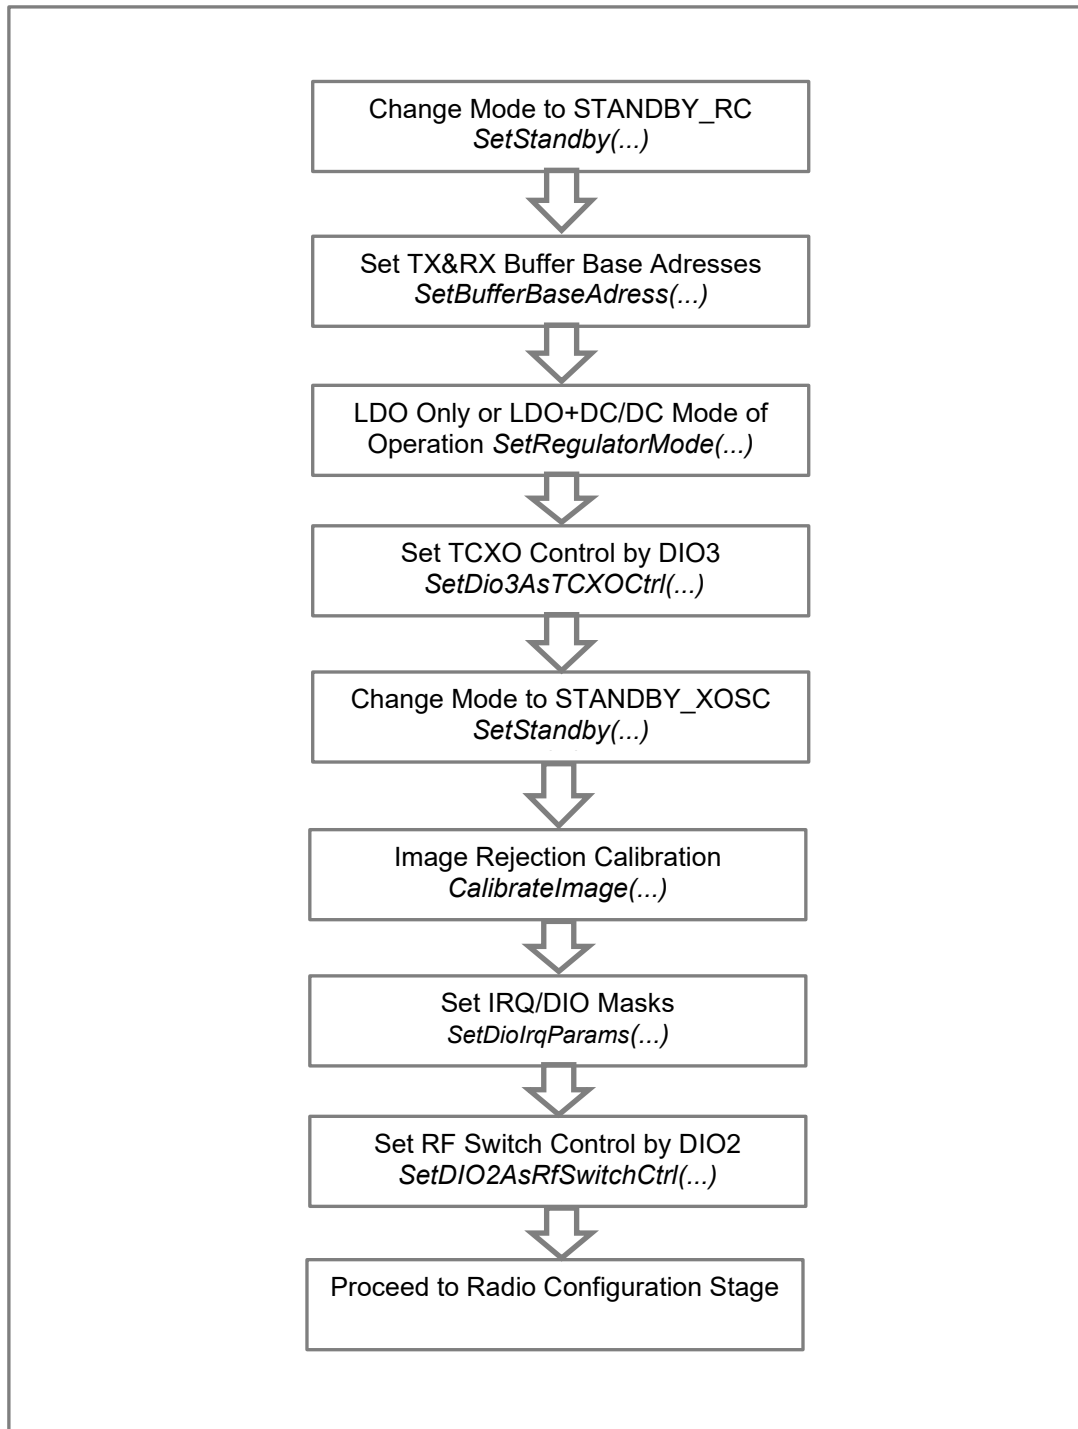 Change Mode to STANDBY_RC
SetStandby(...)
Set TX&RX Buffer Base Adresses
SetBufferBaseAdress(...)
LDO Only or LDO+DC/DC Mode of
Operation SetRegulatorMode(...)
Set TCXO Control by DIO3
SetDio3AsTCXOCtrl(...)
Change Mode to STANDBY_XOSC
SetStandby(...)
Image Rejection Calibration
CalibrateImage(...)
Set IRQ/DIO Masks
SetDioIrqParams(...)
Set RF Switch Control by DIO2
SetDIO2AsRfSwitchCtrl(...)
Proceed to Radio Configuration Stage